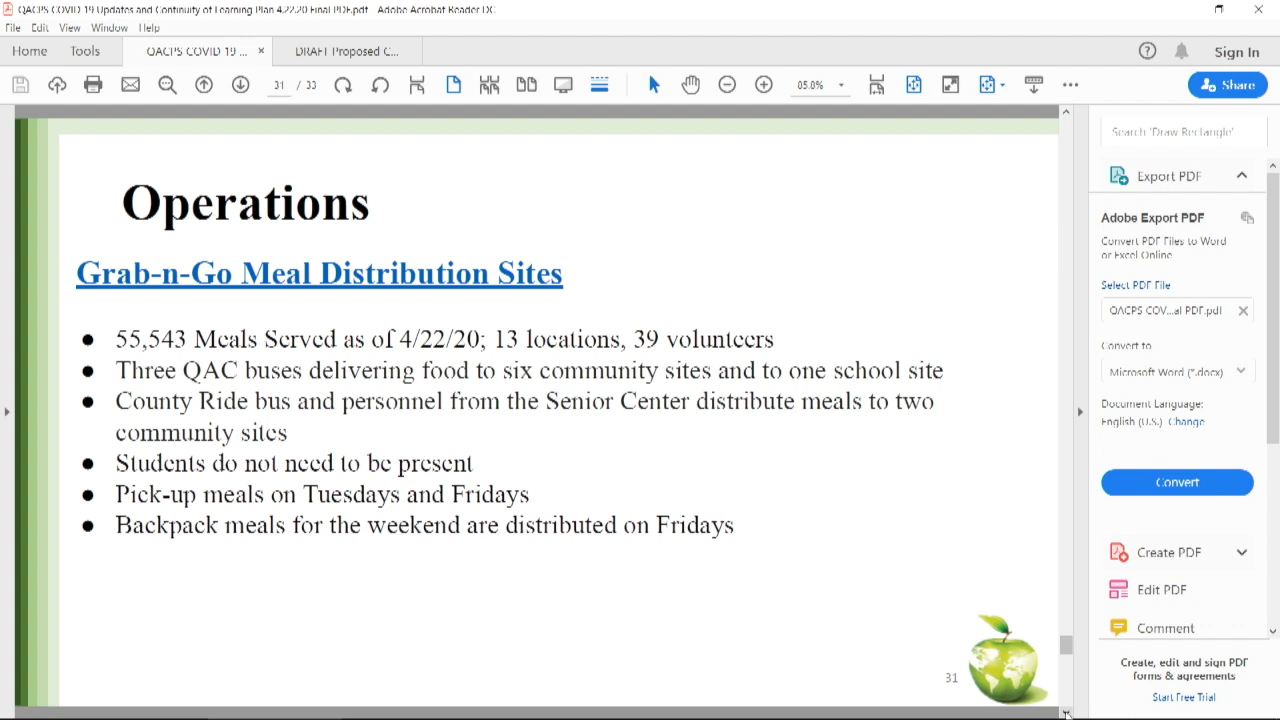 QACPS COVID 19 Updates and Continuity of Learning Plan 4.22.20 Final PDF.pdf - Adobe Acrobat Reader DC
File Edit View Window Help
Home Tools QACPS COVID 19 ... × DRAFT Proposed C... Sign In
31 / 33 85.0% Share
Operations
Grab-n-Go Meal Distribution Sites
● 55,543 Meals Served as of 4/22/20; 13 locations, 39 volunteers
● Three QAC buses delivering food to six community sites and to one school site
● County Ride bus and personnel from the Senior Center distribute meals to two
community sites
● Students do not need to be present
● Pick-up meals on Tuesdays and Fridays
● Backpack meals for the weekend are distributed on Fridays
31
Search 'Draw Rectangle'
Export PDF
Adobe Export PDF
Convert PDF Files to Word
or Excel Online
Select PDF File
QACPS COV...al PDF.pdf
Convert to
Microsoft Word (*.docx)
Document Language:
English (U.S.) Change
Convert
Create PDF
Edit PDF
Comment
Create, edit and sign PDF
forms & agreements
Start Free Trial